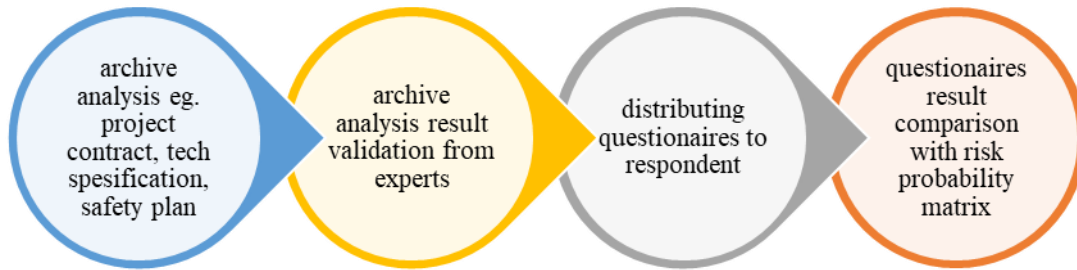 archive
analysis eg.
project
contract, tech
spesification,
safety plan
archive
analysis result
validation from
experts
distributing
questionaires to
respondent
questionaires
result
comparison
with risk
probability
matrix